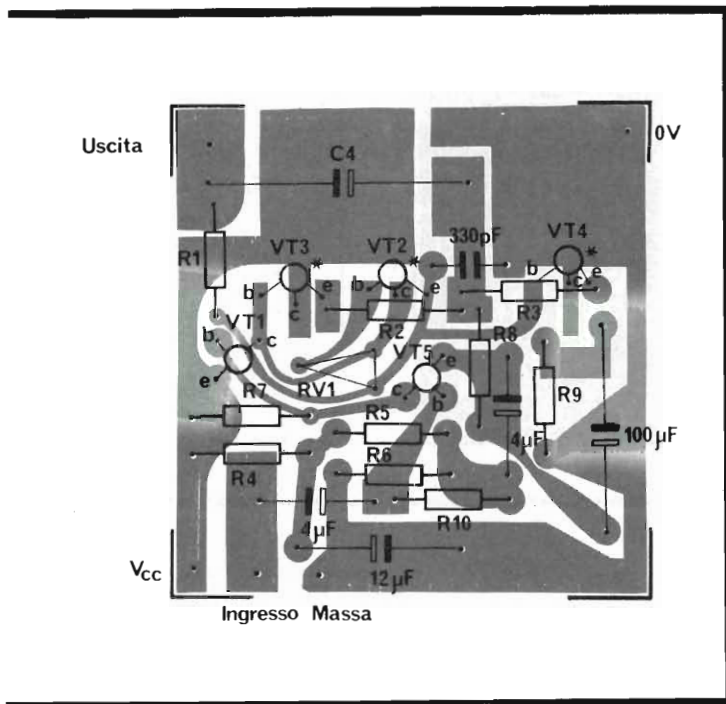 Uscita
0V
C4
330pF
VT4
*
VT3
*
VT2
*
R1
b
e
b
c
e
b
c
e
c
R2
R3
VT1
b
c
e
R8
VT5
e
c
b
RV1
R7
R5
R9
4µF
100µF
R4
R6
R10
4µF
12µF
VCC
Ingresso Massa